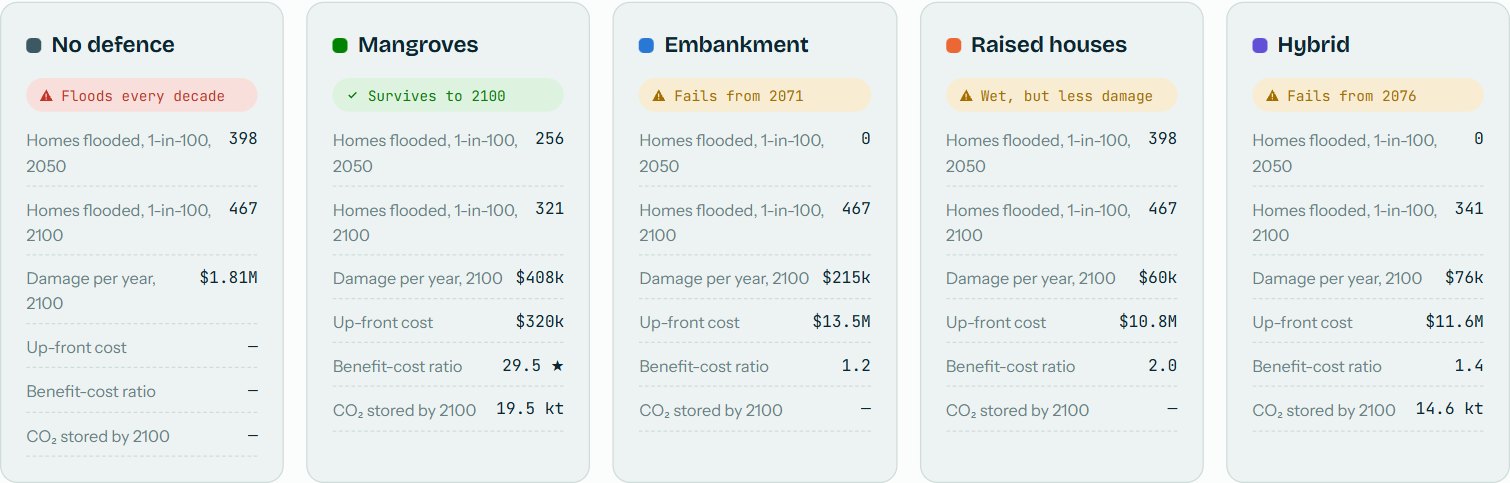 No defence
Floods every decade
Homes flooded, 1-in-100, 398
2050
Homes flooded, 1-in-100, 467
2100
Damage per year, $1.81M
2100
Up-front cost –
Benefit-cost ratio –
CO₂ stored by 2100 –
Mangroves
✓ Survives to 2100
Homes flooded, 1-in-100, 256
2050
Homes flooded, 1-in-100, 321
2100
Damage per year, 2100 $408k
Up-front cost $320k
Benefit-cost ratio 29.5 ★
CO₂ stored by 2100 19.5 kt
Embankment
Fails from 2071
Homes flooded, 1-in-100, 0
2050
Homes flooded, 1-in-100, 467
2100
Damage per year, 2100 $215k
Up-front cost $13.5M
Benefit-cost ratio 1.2
CO₂ stored by 2100 –
Raised houses
Wet, but less damage
Homes flooded, 1-in-100, 398
2050
Homes flooded, 1-in-100, 467
2100
Damage per year, 2100 $60k
Up-front cost $10.8M
Benefit-cost ratio 2.0
CO₂ stored by 2100 –
Hybrid
Fails from 2076
Homes flooded, 1-in-100, 0
2050
Homes flooded, 1-in-100, 341
2100
Damage per year, 2100 $76k
Up-front cost $11.6M
Benefit-cost ratio 1.4
CO₂ stored by 2100 14.6 kt